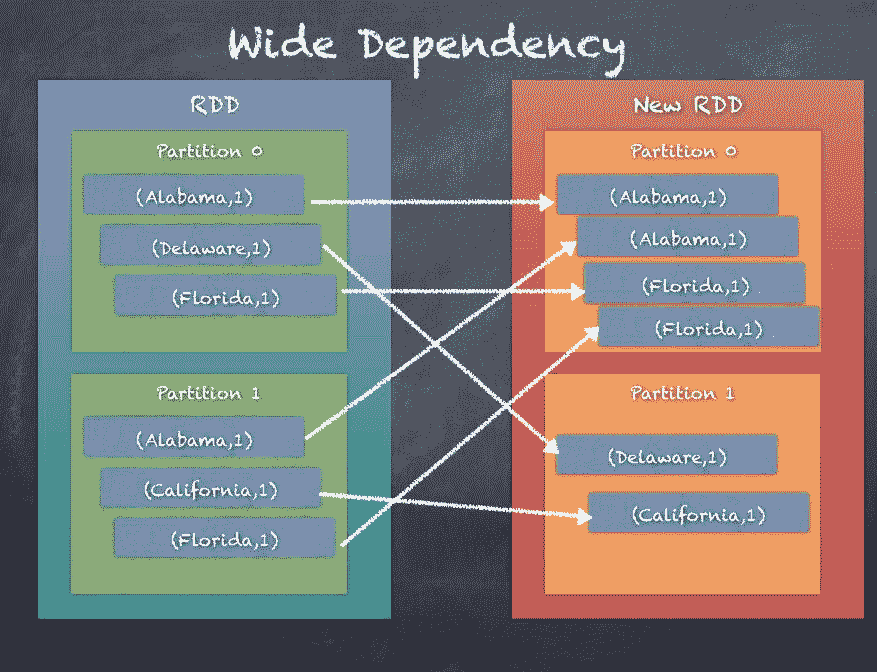 Wide Dependency
RDD
Partition 0
(Alabama,1)
(Delaware,1)
(Florida,1)
Partition 1
(Alabama,1)
(California,1)
(Florida,1)
New RDD
Partition 0
(Alabama,1)
(Alabama,1)
(Florida,1)
(Florida,1)
Partition 1
(Delaware,1)
(California,1)